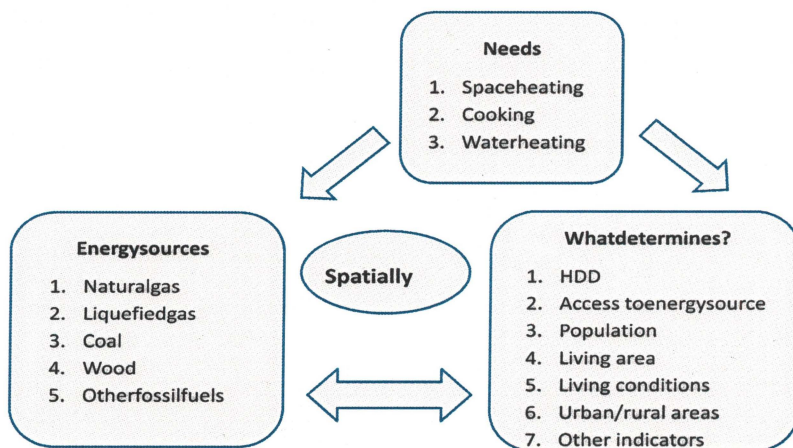 Needs
1. Spaceheating
2. Cooking
3. Waterheating
Energysources
1. Naturalgas
2. Liquefiedgas
3. Coal
4. Wood
5. Otherfossilfuels
Spatially
Whatdetermines?
1. HDD
2. Access toenergysource
3. Population
4. Living area
5. Living conditions
6. Urban/rural areas
7. Other indicators